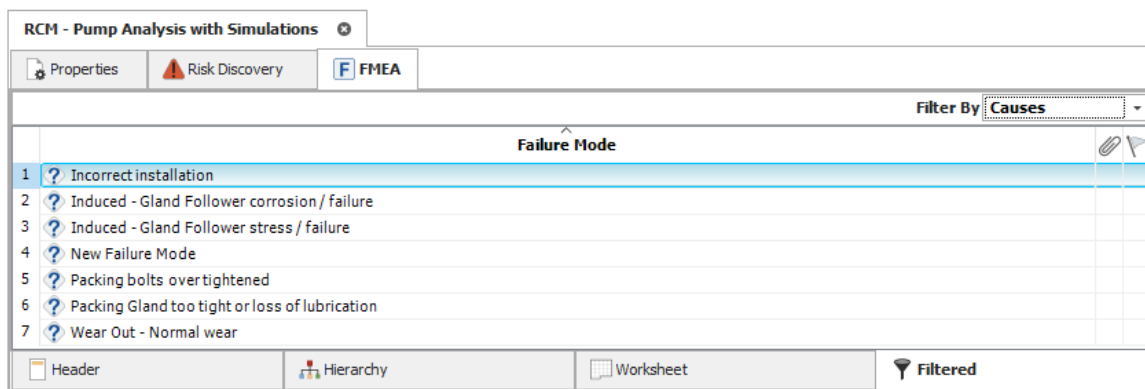 RCM - Pump Analysis with Simulations
Properties Risk Discovery F FMEA
Filter By Causes
Failure Mode
1 ? Incorrect installation
2 ? Induced - Gland Follower corrosion / failure
3 ? Induced - Gland Follower stress / failure
4 ? New Failure Mode
5 ? Packing bolts over tightened
6 ? Packing Gland too tight or loss of lubrication
7 ? Wear Out - Normal wear
Header Hierarchy Worksheet Filtered